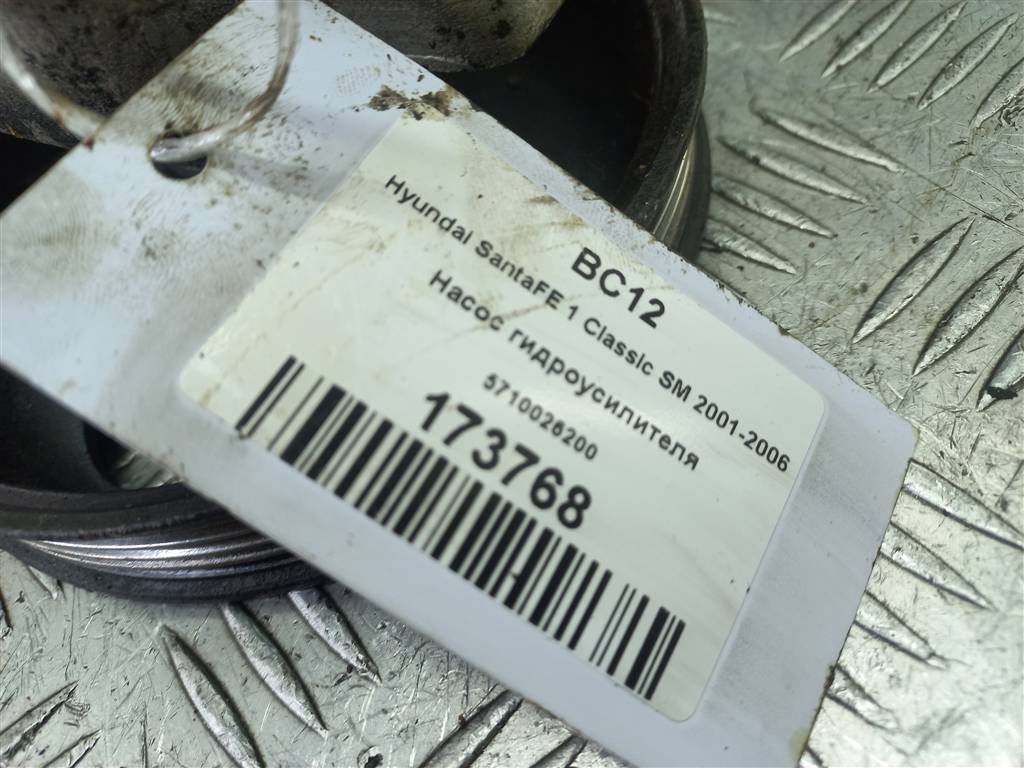 BC12
Hyundai SantaFE 1 Classic SM 2001-2006
Насос гидроусилителя
5710026200
173768